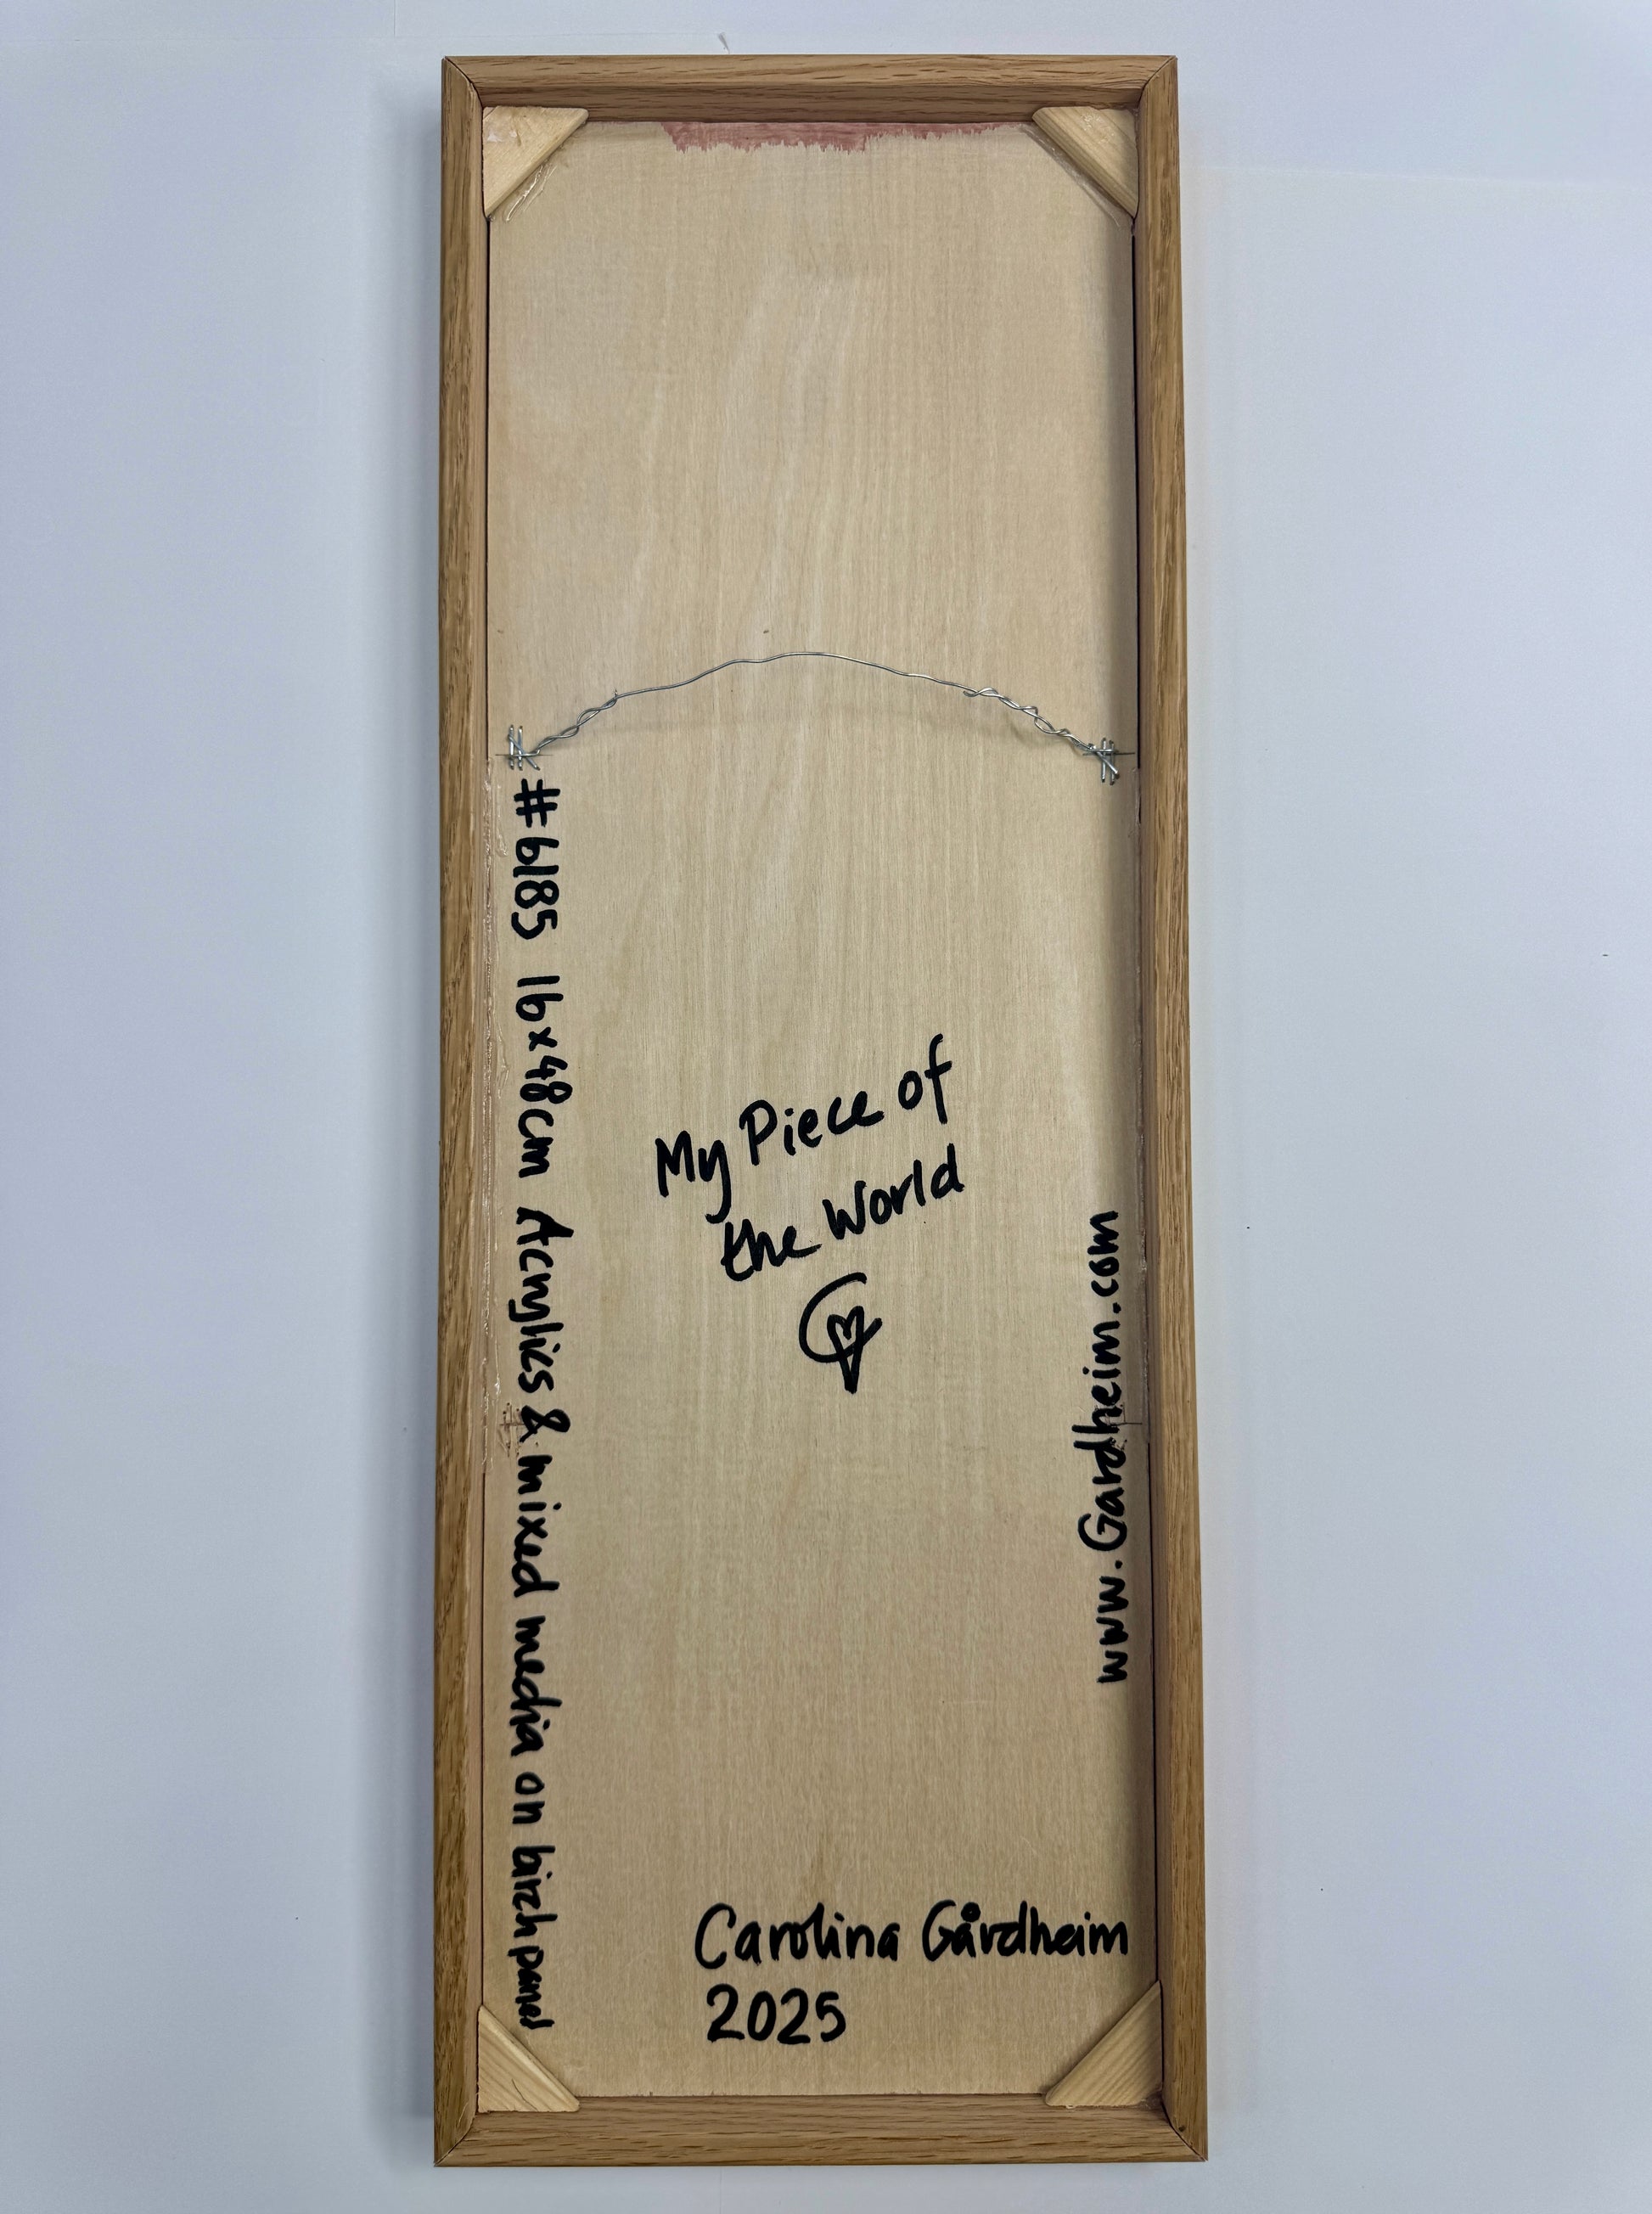 #6185 16x48cm Acrylics & mixed media on birch panel
My Piece of
the World
www.Gardheim.com
Carolina Gårdheim
2025